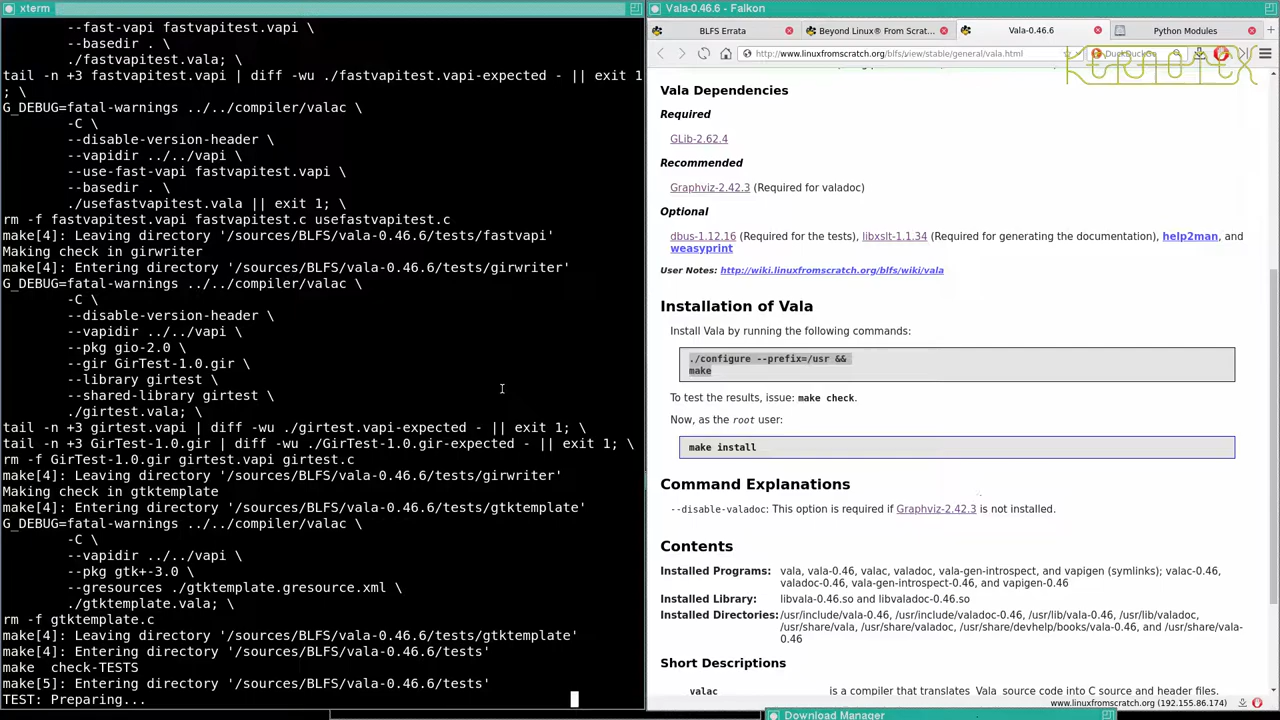 xterm
--fast-vapi fastvapitest.vapi \
--basedir . \
./fastvapitest.vala;
tail -n +3 fastvapitest.vapi | diff -wu ./fastvapitest.vapi-expected - || exit 1
; \
G_DEBUG=fatal-warnings ../../compiler/valac \
-C \
--disable-version-header \
--vapidir ../../vapi \
--use-fast-vapi fastvapitest.vapi \
--basedir . \
./usefastvapitest.vala || exit 1; \
rm -f fastvapitest.vapi fastvapitest.c usefastvapitest.c
make[4]: Leaving directory '/sources/BLFS/vala-0.46.6/tests/fastvapi'
Making check in girwriter
make[4]: Entering directory '/sources/BLFS/vala-0.46.6/tests/girwriter'
G_DEBUG=fatal-warnings ../../compiler/valac \
-C \
--disable-version-header \
--vapidir ../../vapi \
--pkg gio-2.0 \
--gir GirTest-1.0.gir \
--library girtest \
--shared-library girtest \
./girtest.vala; \
tail -n +3 girtest.vapi | diff -wu ./girtest.vapi-expected - || exit 1; \
tail -n +3 GirTest-1.0.gir | diff -wu ./GirTest-1.0.gir-expected - || exit 1; \
rm -f GirTest-1.0.gir girtest.vapi girtest.c
make[4]: Leaving directory '/sources/BLFS/vala-0.46.6/tests/girwriter'
Making check in gtktemplate
make[4]: Entering directory '/sources/BLFS/vala-0.46.6/tests/gtktemplate'
G_DEBUG=fatal-warnings ../../compiler/valac \
-C \
--vapidir ../../vapi \
--pkg gtk+-3.0 \
--gresources ./gtktemplate.gresource.xml \
./gtktemplate.vala; \
rm -f gtktemplate.c
make[4]: Leaving directory '/sources/BLFS/vala-0.46.6/tests/gtktemplate'
make[4]: Entering directory '/sources/BLFS/vala-0.46.6/tests'
make  check-TESTS
make[5]: Entering directory '/sources/BLFS/vala-0.46.6/tests'
TEST: Preparing...
Vala-0.46.6 - Falkon
BLFS Errata
Beyond Linux® From Scrat...
Vala-0.46.6
Python Modules
http://www.linuxfromscratch.org/blfs/view/stable/general/vala.html
DuckDuckGo
KERNOTEX
Vala Dependencies
Required
GLib-2.62.4
Recommended
Graphviz-2.42.3 (Required for valadoc)
Optional
dbus-1.12.16 (Required for the tests), libxslt-1.1.34 (Required for generating the documentation), help2man, and
weasyprint
User Notes: http://wiki.linuxfromscratch.org/blfs/wiki/vala
Installation of Vala
Install Vala by running the following commands:
./configure --prefix=/usr &&
make
To test the results, issue: make check.
Now, as the root user:
make install
Command Explanations
--disable-valadoc: This option is required if Graphviz-2.42.3 is not installed.
Contents
Installed Programs: vala, vala-0.46, valac, valadoc, vala-gen-introspect, and vapigen (symlinks); valac-0.46,
valadoc-0.46, vala-gen-introspect-0.46, and vapigen-0.46
Installed Library: libvala-0.46.so and libvaladoc-0.46.so
Installed Directories: /usr/include/vala-0.46, /usr/include/valadoc-0.46, /usr/lib/vala-0.46, /usr/lib/valadoc,
/usr/share/vala, /usr/share/valadoc, /usr/share/devhelp/books/vala-0.46, and /usr/share/vala-
0.46
Short Descriptions
valac is a compiler that translates Vala source code into C source and header files.
www.linuxfromscratch.org (192.155.86.174)
Download Manager